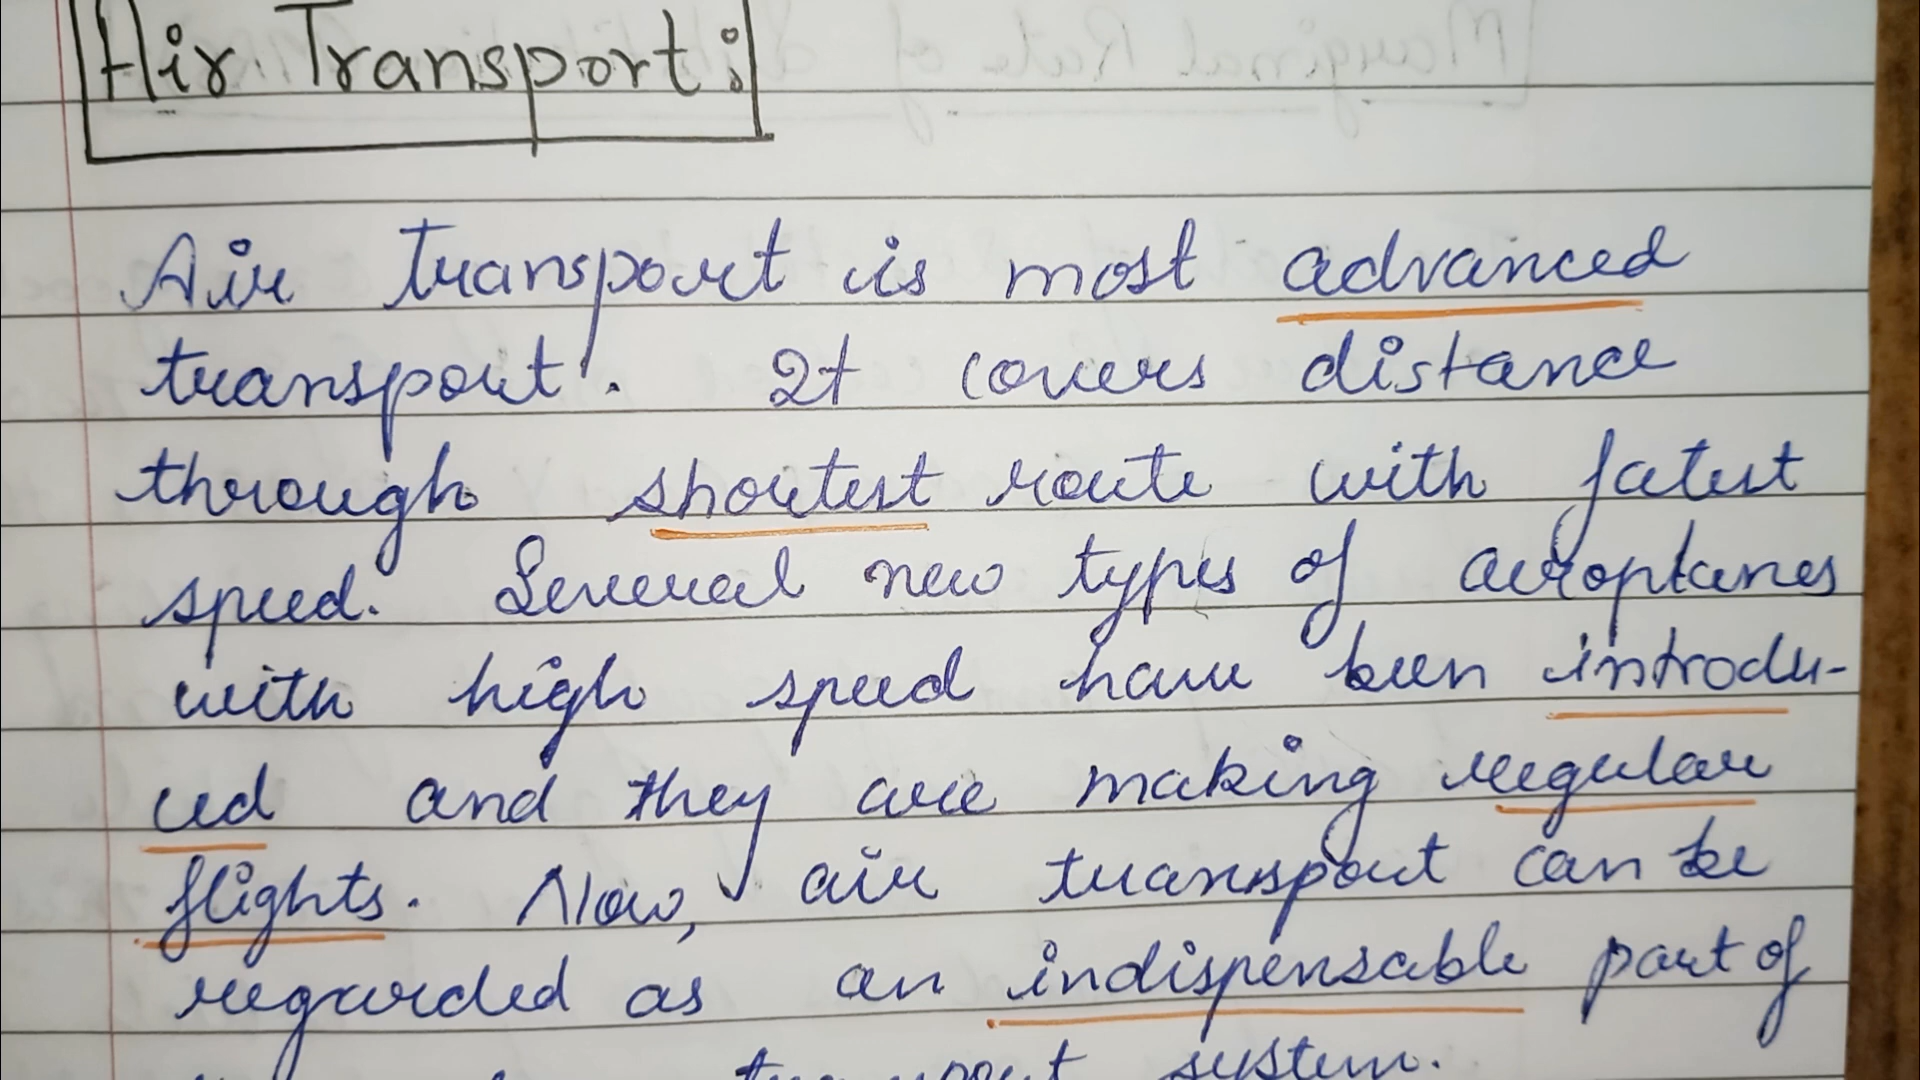 Air Transport:
Air transport is most advanced
transport. It covers distance
through shortest route with fatest
speed. Several new types of aeroplanes
with high speed have been introdu-
ced and they are making regular
flights. Now, air transport can be
regarded as an indispensable part of
transport system.